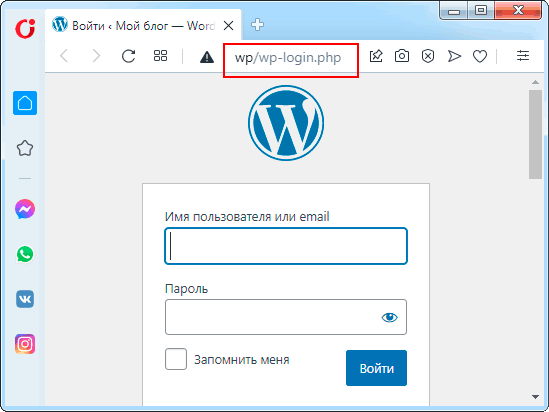 Войти ‹ Мой блог — Word
wp/wp-login.php
Имя пользователя или email
Пароль
Запомнить меня
Войти